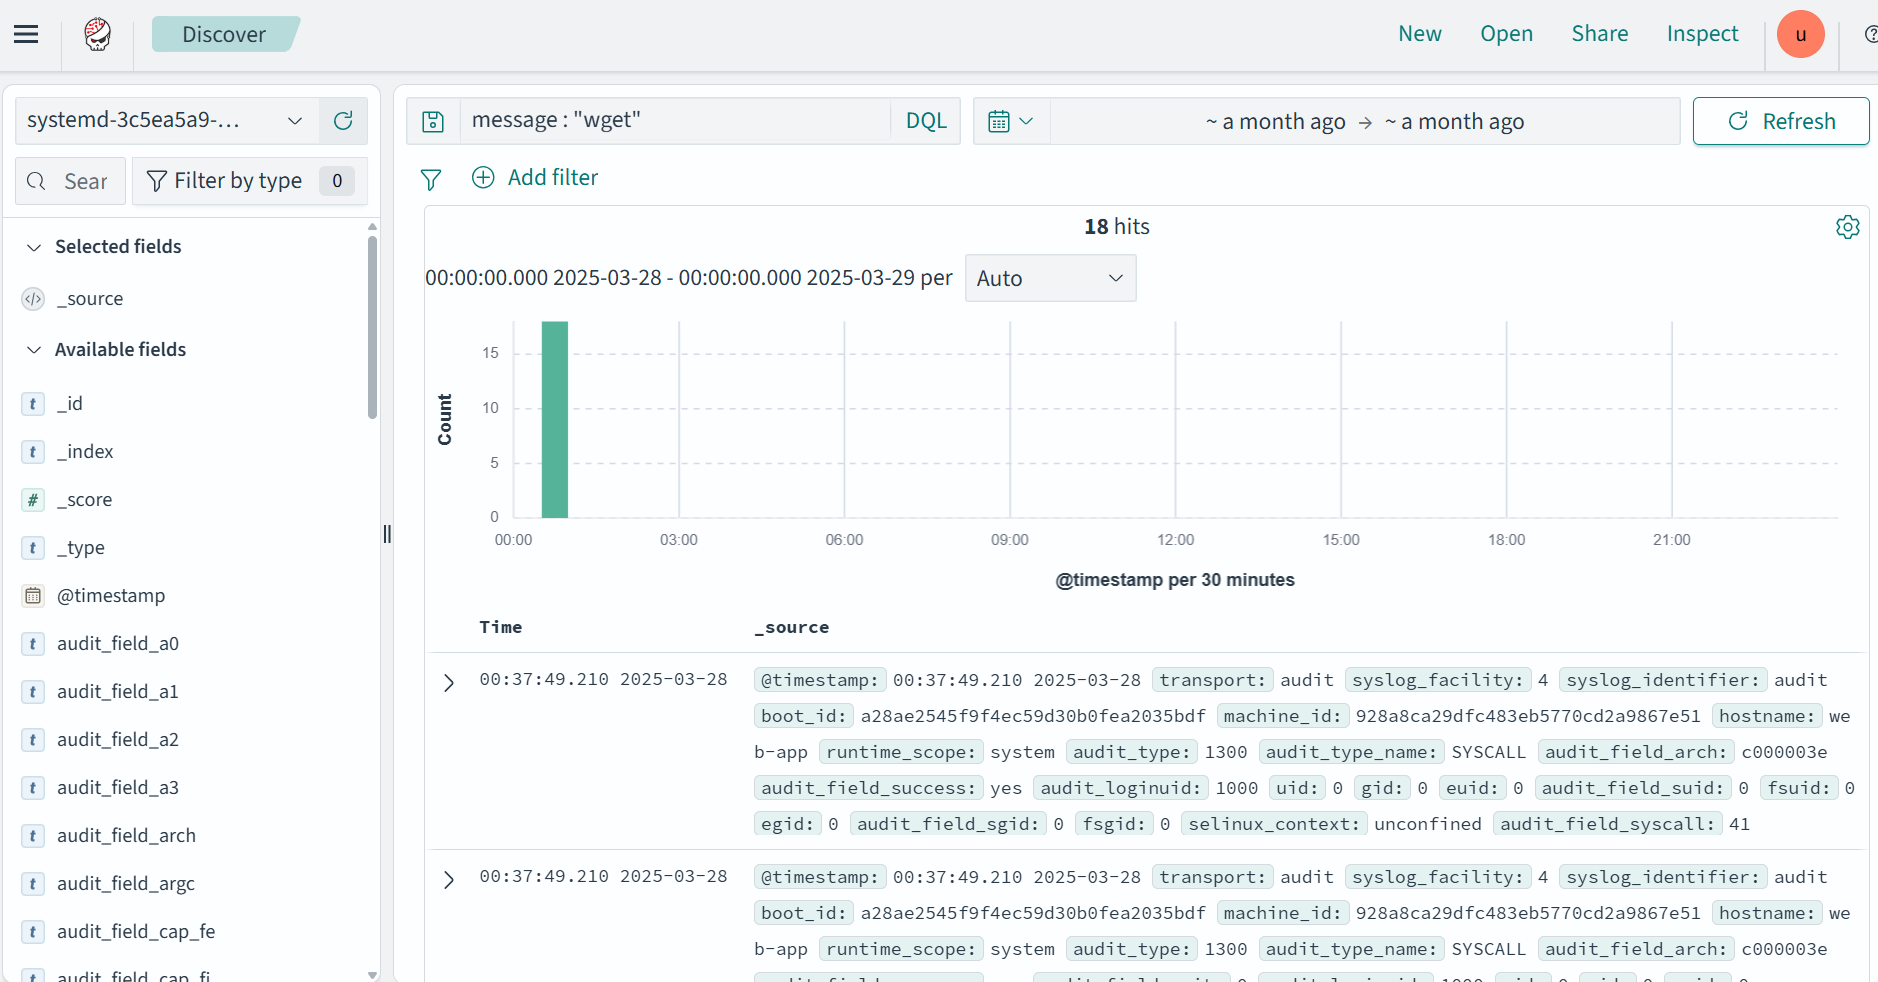 Discover
New Open Share Inspect u
systemd-3c5ea5a9-...
message : "wget" DQL
~ a month ago → ~ a month ago
Refresh
Sear
Filter by type 0
Add filter
Selected fields
_source
Available fields
t _id
t _index
# _score
t _type
@timestamp
t audit_field_a0
t audit_field_a1
t audit_field_a2
t audit_field_a3
t audit_field_arch
t audit_field_argc
t audit_field_cap_fe
18 hits
00:00:00.000 2025-03-28 - 00:00:00.000 2025-03-29 per Auto
Count
15
10
5
0
00:00 03:00 06:00 09:00 12:00 15:00 18:00 21:00
@timestamp per 30 minutes
Time _source
00:37:49.210 2025-03-28 @timestamp: 00:37:49.210 2025-03-28 transport: audit syslog_facility: 4 syslog_identifier: audit
boot_id: a28ae2545f9f4ec59d30b0fea2035bdf machine_id: 928a8ca29dfc483eb5770cd2a9867e51 hostname: we
b-app runtime_scope: system audit_type: 1300 audit_type_name: SYSCALL audit_field_arch: c000003e
audit_field_success: yes audit_loginuid: 1000 uid: 0 gid: 0 euid: 0 audit_field_suid: 0 fsuid: 0
egid: 0 audit_field_sgid: 0 fsgid: 0 selinux_context: unconfined audit_field_syscall: 41
00:37:49.210 2025-03-28 @timestamp: 00:37:49.210 2025-03-28 transport: audit syslog_facility: 4 syslog_identifier: audit
boot_id: a28ae2545f9f4ec59d30b0fea2035bdf machine_id: 928a8ca29dfc483eb5770cd2a9867e51 hostname: we
b-app runtime_scope: system audit_type: 1300 audit_type_name: SYSCALL audit_field_arch: c000003e